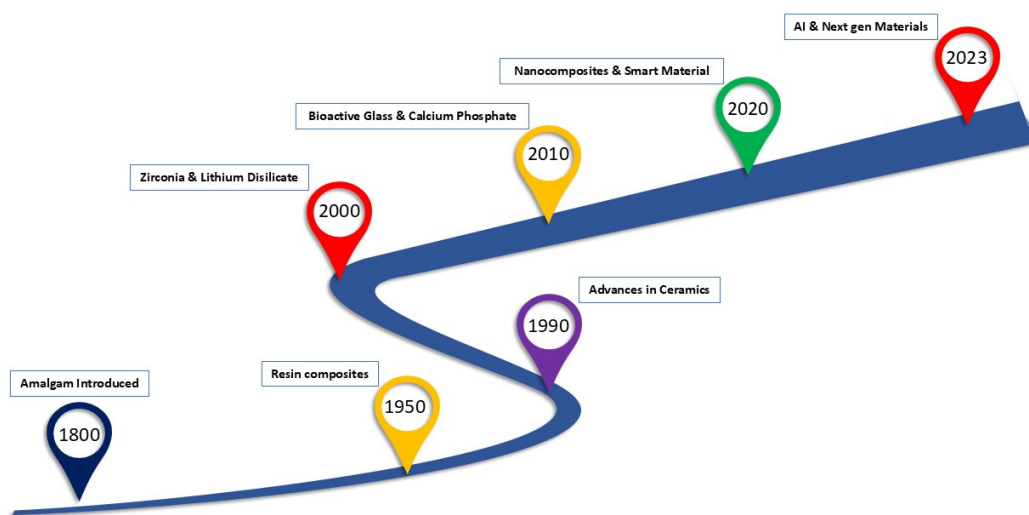 Amalgam Introduced
1800
Resin composites
1950
Advances in Ceramics
1990
Zirconia & Lithium Disilicate
2000
Bioactive Glass & Calcium Phosphate
2010
Nanocomposites & Smart Material
2020
AI & Next gen Materials
2023